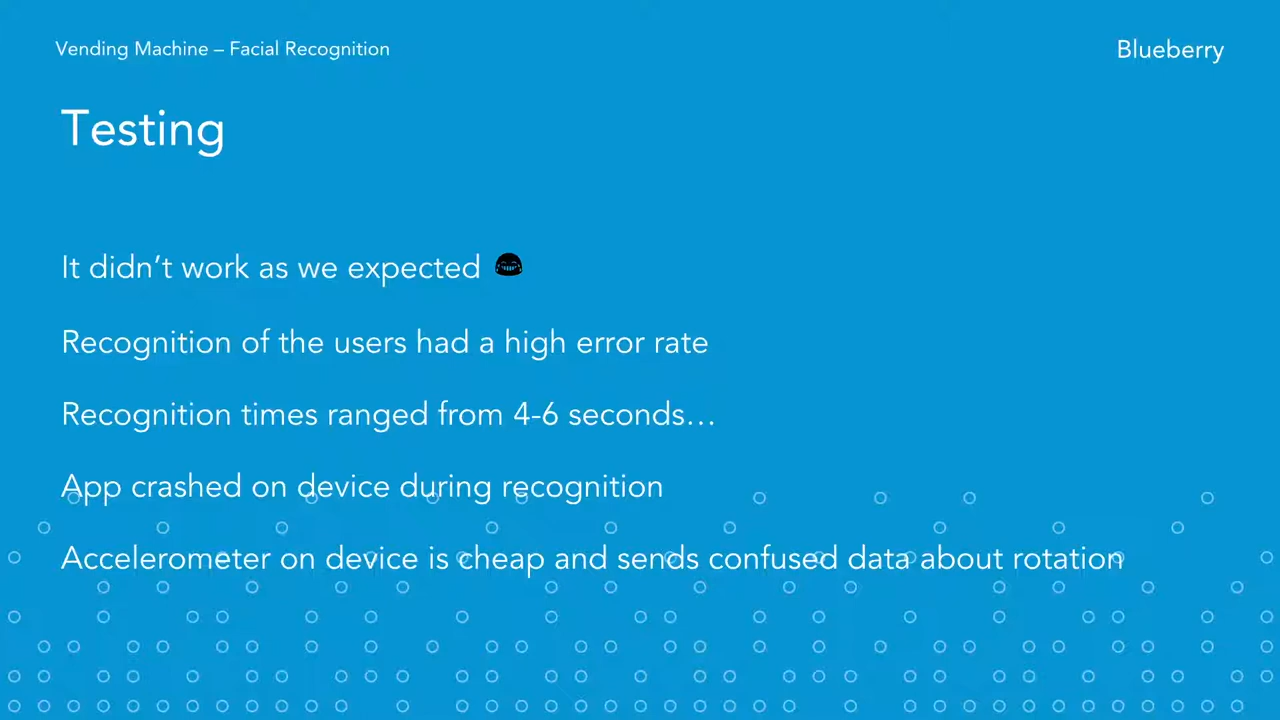 Vending Machine – Facial Recognition
Blueberry
Testing
It didn’t work as we expected 😂
Recognition of the users had a high error rate
Recognition times ranged from 4-6 seconds…
App crashed on device during recognition
Accelerometer on device is cheap and sends confused data about rotation